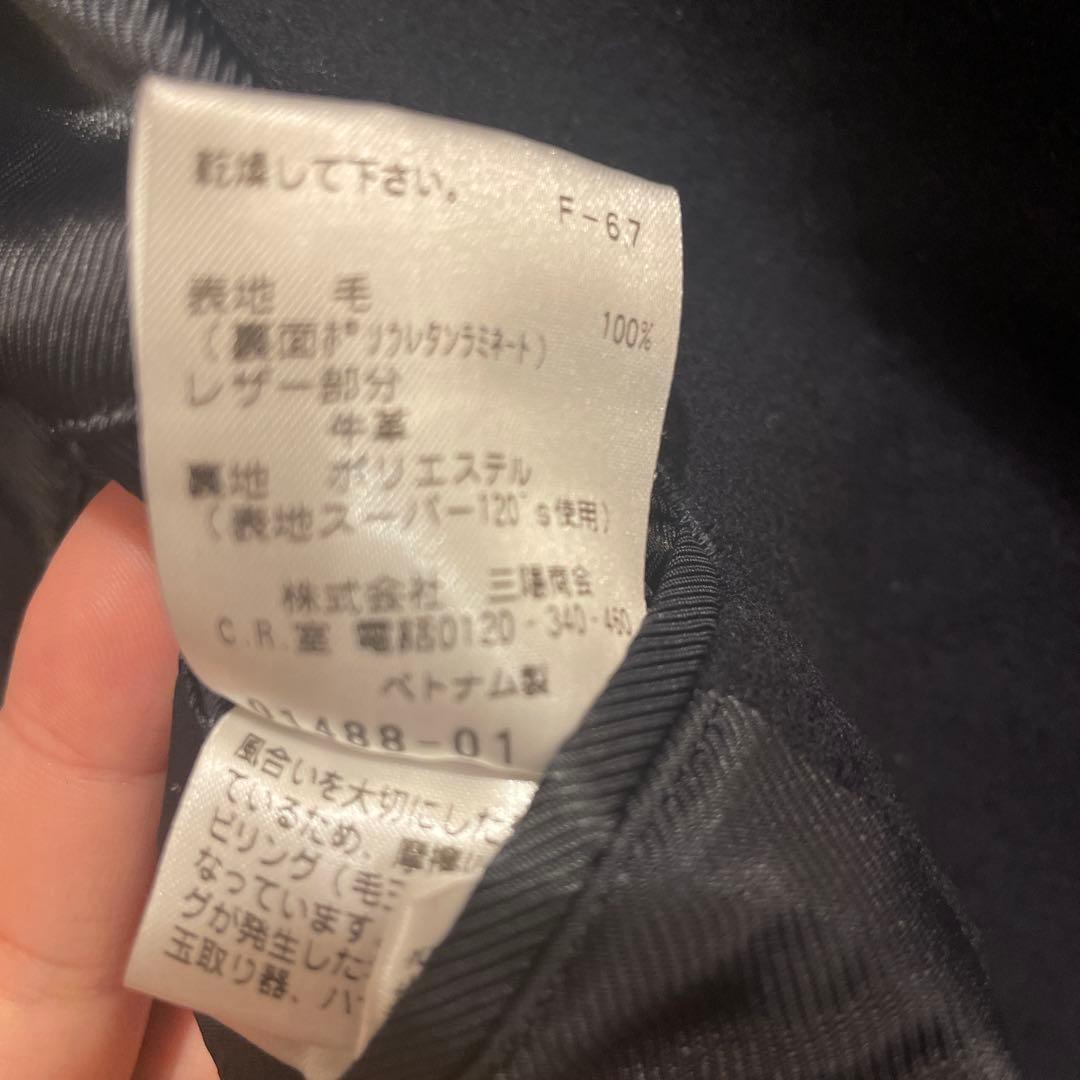 乾燥して下さい。
F-67
表地 毛
100%
(裏面ポリウレタンラミネート)
レザー部分
牛革
裏地 ポリエステル
(表地スーパー120's使用)
株式会社 三陽商会
C.R.室 電話0120-340-460
ベトナム製
01488-01
風合いを大切にした
ているため、摩擦
ピリング(毛
なっています
グが発生した
玉取り器、ハ